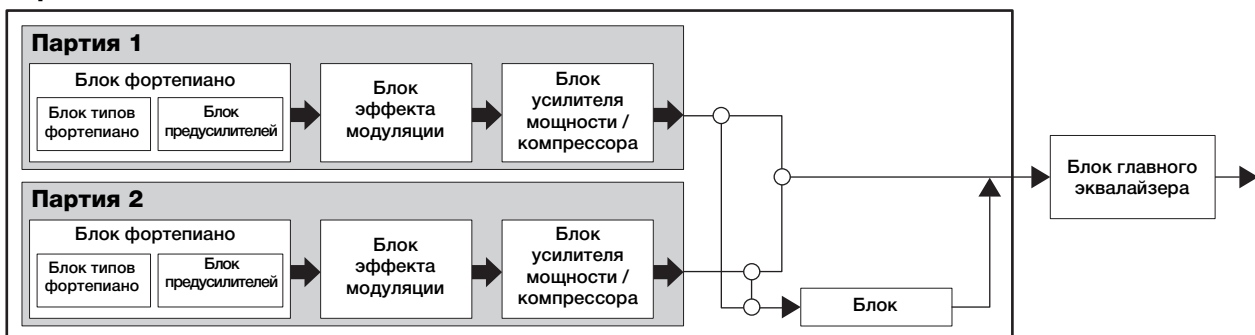 Партия 1
Блок фортепиано
Блок типов
фортепиано
Блок
предусилителей
Блок
эффекта
модуляции
Блок
усилителя
мощности /
компрессора
Партия 2
Блок фортепиано
Блок типов
фортепиано
Блок
предусилителей
Блок
эффекта
модуляции
Блок
усилителя
мощности /
компрессора
Блок
Блок главного
эквалайзера